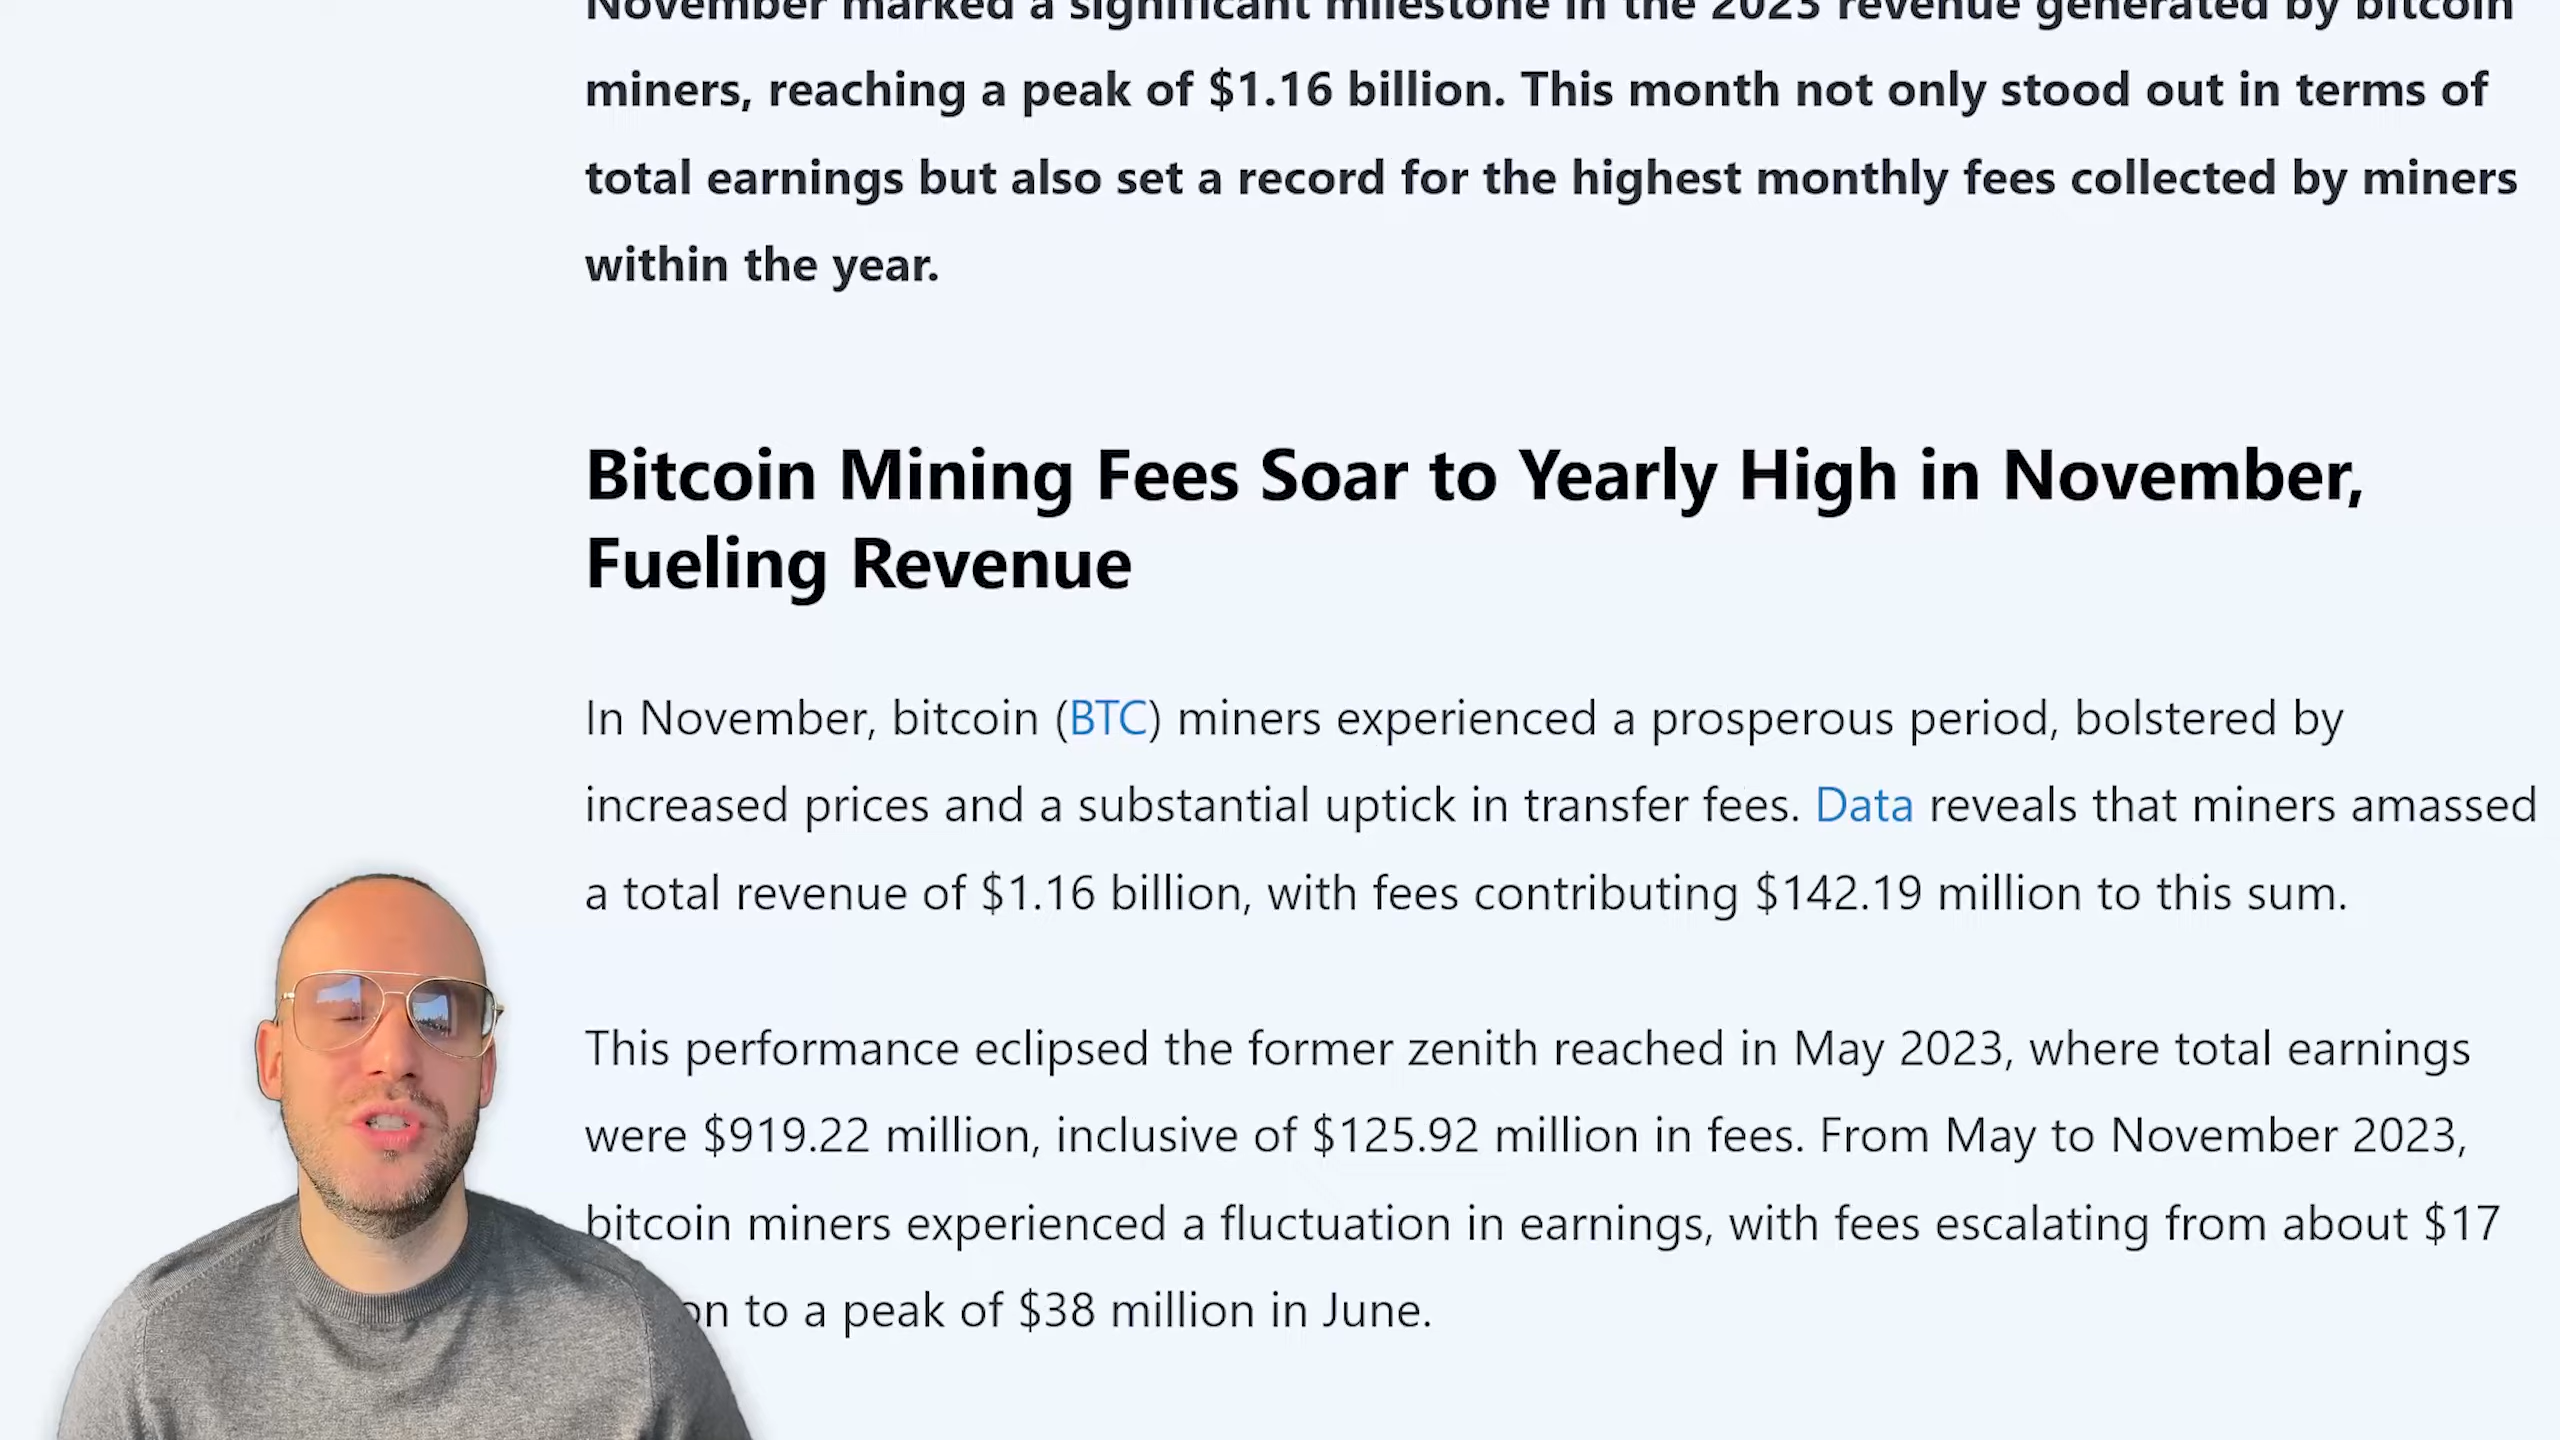 November marked a significant milestone in the 2023 revenue generated by bitcoin
miners, reaching a peak of $1.16 billion. This month not only stood out in terms of
total earnings but also set a record for the highest monthly fees collected by miners
within the year.
Bitcoin Mining Fees Soar to Yearly High in November,
Fueling Revenue
In November, bitcoin (BTC) miners experienced a prosperous period, bolstered by
increased prices and a substantial uptick in transfer fees. Data reveals that miners amassed
a total revenue of $1.16 billion, with fees contributing $142.19 million to this sum.
This performance eclipsed the former zenith reached in May 2023, where total earnings
were $919.22 million, inclusive of $125.92 million in fees. From May to November 2023,
bitcoin miners experienced a fluctuation in earnings, with fees escalating from about $17
on to a peak of $38 million in June.